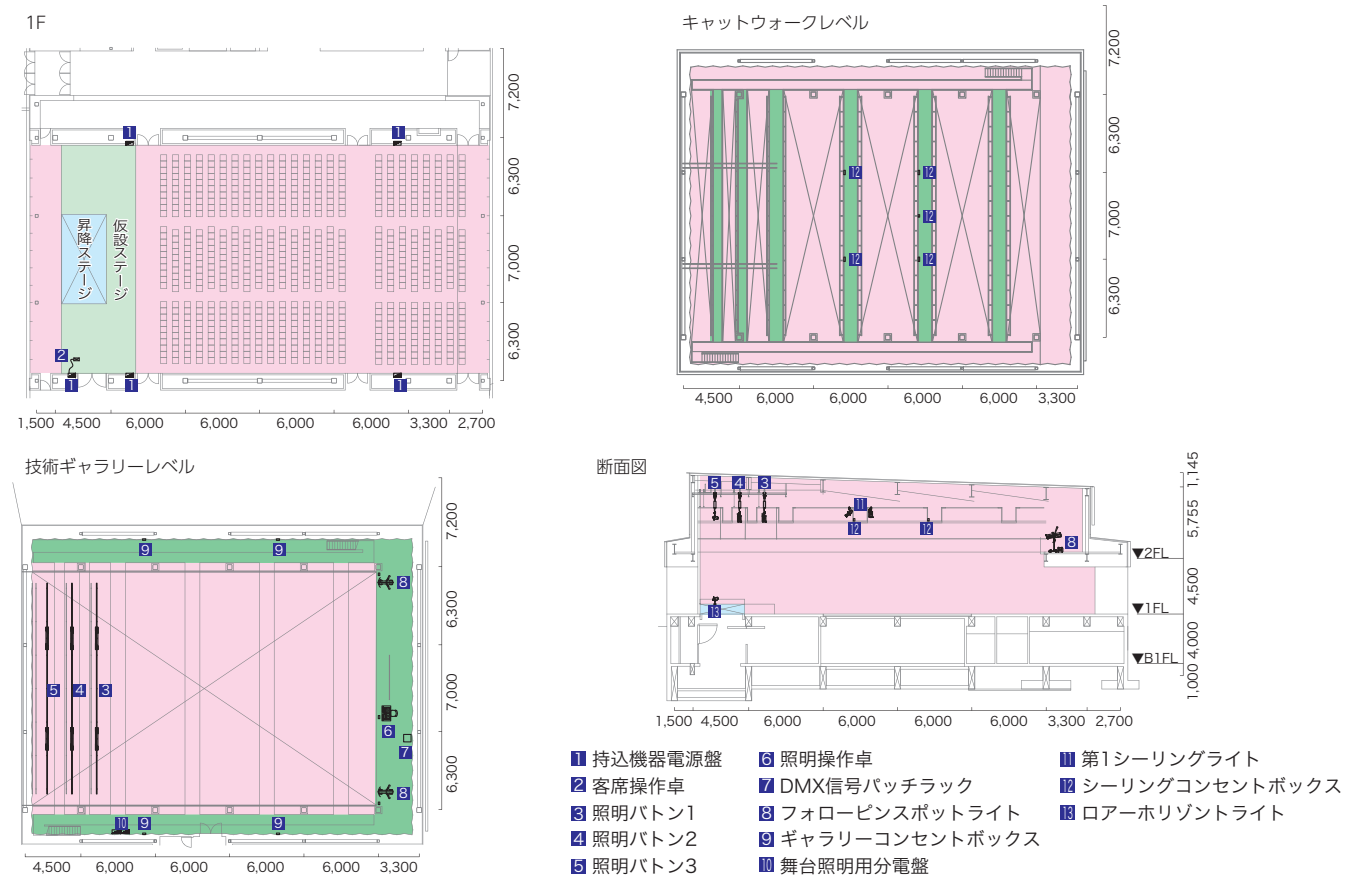 1F
1
1
昇降ステージ
仮設ステージ
2
1
1
1
7,200
6,300
7,000
6,300
1,500 4,500 6,000 6,000 6,000 6,000 3,300 2,700
キャットウォークレベル
12
12
12
12
12
7,200
6,300
7,000
6,300
4,500 6,000 6,000 6,000 6,000 3,300
技術ギャラリーレベル
9
9
8
5
4
3
6
7
8
10
9
9
7,200
6,300
7,000
6,300
4,500 6,000 6,000 6,000 6,000 3,300
断面図
5
4
3
11
12
12
8
13
1,145
5,755
▼2FL
4,500
▼1FL
4,000
▼B1FL
1,000
1,500 4,500 6,000 6,000 6,000 6,000 3,300 2,700
1 持込機器電源盤
2 客席操作卓
3 照明バトン1
4 照明バトン2
5 照明バトン3
6 照明操作卓
7 DMX信号パッチラック
8 フォローピンスポットライト
9 ギャラリーコンセントボックス
10 舞台照明用分電盤
11 第1シーリングライト
12 シーリングコンセントボックス
13 ロアーホリゾントライト